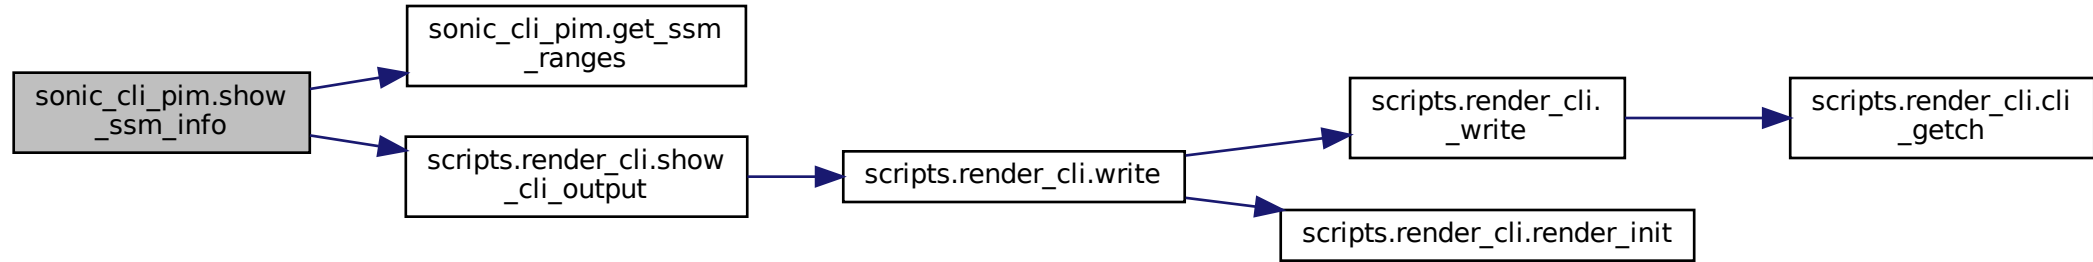 sonic_cli_pim.show
_ssm_info
sonic_cli_pim.get_ssm
_ranges
scripts.render_cli.show
_cli_output
scripts.render_cli.write
scripts.render_cli.
_write
scripts.render_cli.render_init
scripts.render_cli.cli
_getch